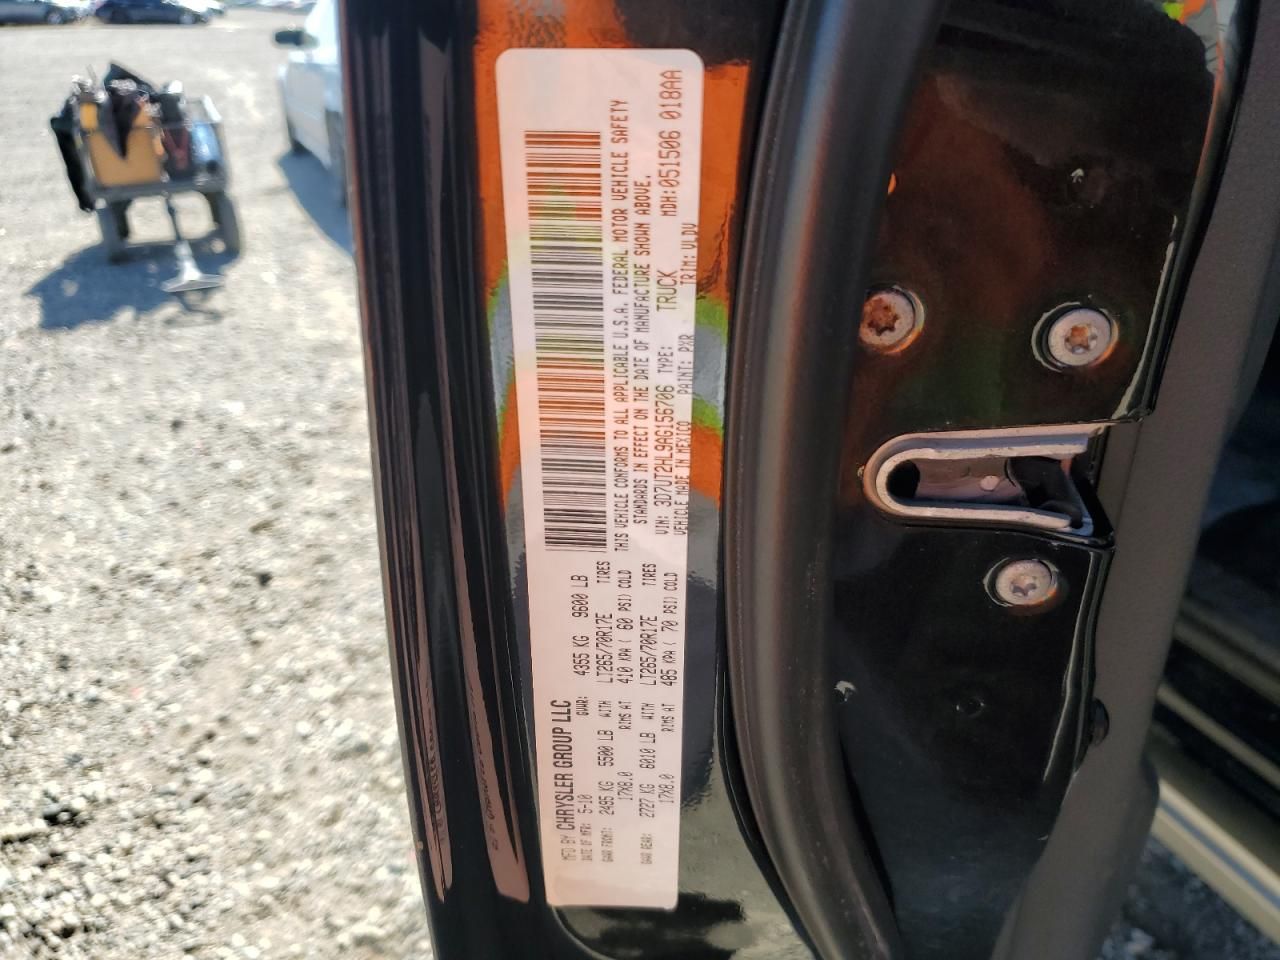 MFD BY CHRYSLER GROUP LLC
DATE OF MFR: 5-10 GVWR: 4355 KG 9600 LB
GAWR FRONT: 2495 KG 5500 LB WITH LT265/70R17E TIRES
17X8.0 RIMS AT 410 KPA ( 60 PSI) COLD
GAWR REAR: 2727 KG 6010 LB WITH LT265/70R17E TIRES
17X8.0 RIMS AT 485 KPA ( 70 PSI) COLD
THIS VEHICLE CONFORMS TO ALL APPLICABLE U.S.A. FEDERAL MOTOR VEHICLE SAFETY
STANDARDS IN EFFECT ON THE DATE OF MANUFACTURE SHOWN ABOVE.
VIN: 3D7UT2HL9AG156706 TYPE: TRUCK MDH:051506 018AA
VEHICLE MADE IN MEXICO PAINT: PXR TRIM: VLDV